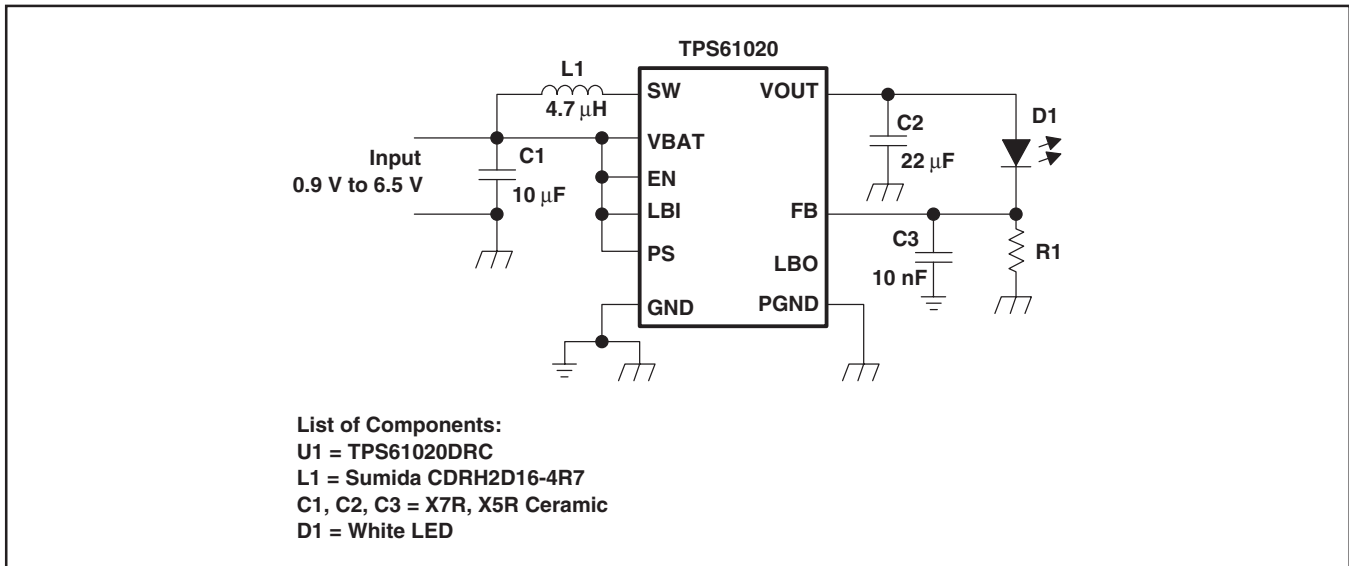 TPS61020
L1
4.7 μH
SW
VOUT
D1
C2
22 μF
VBAT
Input
0.9 V to 6.5 V
C1
10 μF
EN
LBI
FB
C3
10 nF
R1
PS
LBO
GND
PGND
List of Components:
U1 = TPS61020DRC
L1 = Sumida CDRH2D16-4R7
C1, C2, C3 = X7R, X5R Ceramic
D1 = White LED